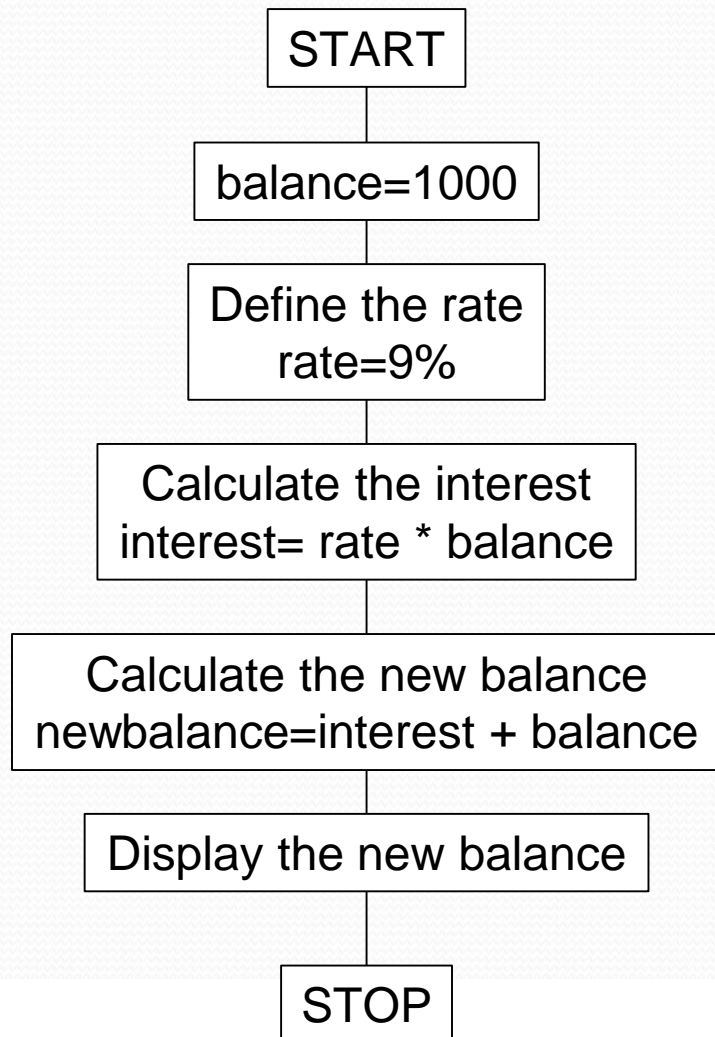 START
balance=1000
Define the rate
rate=9%
Calculate the interest
interest= rate * balance
Calculate the new balance
newbalance=interest + balance
Display the new balance
STOP